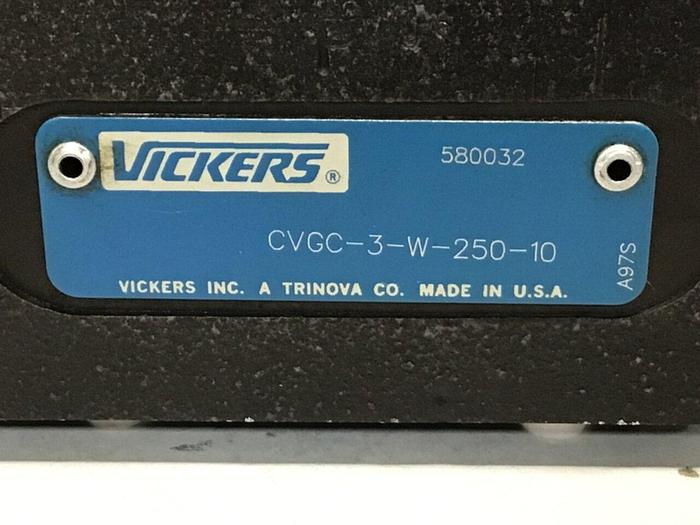 VICKERS ®
580032
CVGC-3-W-250-10
A97S
VICKERS INC. A TRINOVA CO. MADE IN U.S.A.